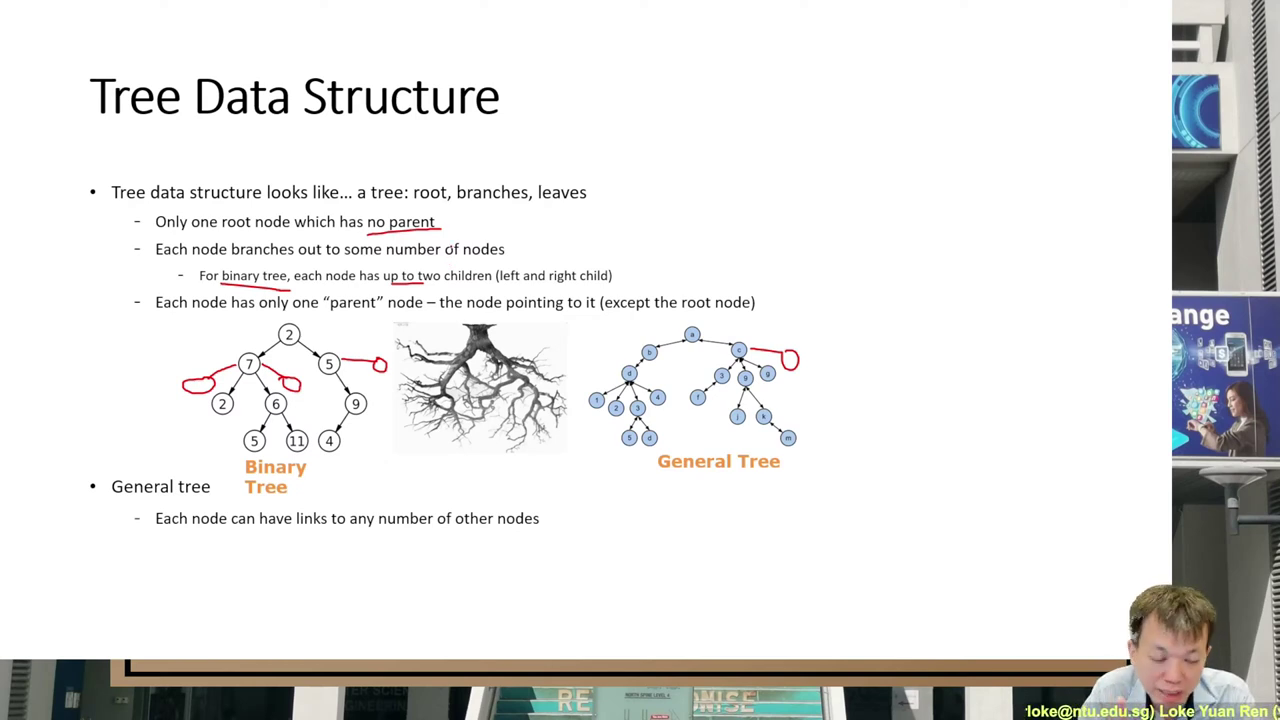 Tree Data Structure
• Tree data structure looks like… a tree: root, branches, leaves
- Only one root node which has no parent
- Each node branches out to some number of nodes
- For binary tree, each node has up to two children (left and right child)
- Each node has only one “parent” node – the node pointing to it (except the root node)
2
7
5
2
6
9
5
11
4
Binary
Tree
a
b
c
d
3
9
g
1
2
3
4
f
j
k
5
d
m
General Tree
• General tree
- Each node can have links to any number of other nodes
ange
S
NORTH SPINE LEVEL 4
loke@ntu.edu.sg) Loke Yuan Ren (